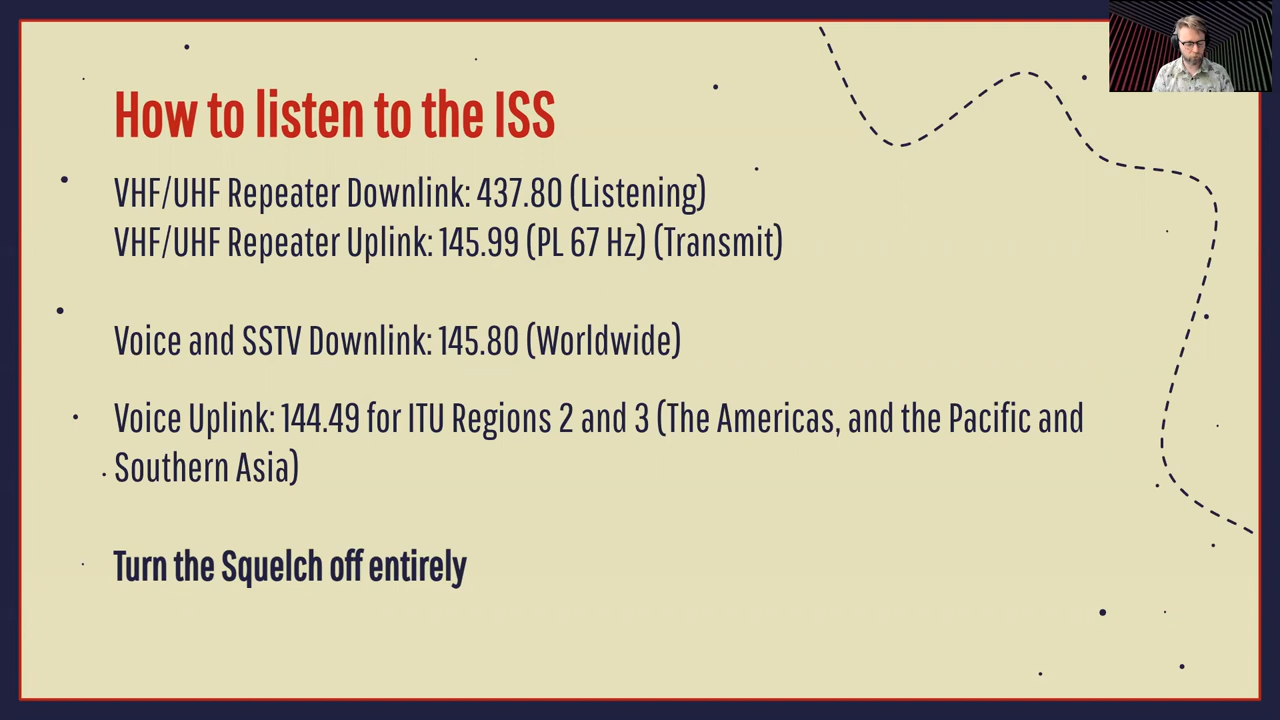 How to listen to the ISS
VHF/UHF Repeater Downlink: 437.80 (Listening)
VHF/UHF Repeater Uplink: 145.99 (PL 67 Hz) (Transmit)
Voice and SSTV Downlink: 145.80 (Worldwide)
Voice Uplink: 144.49 for ITU Regions 2 and 3 (The Americas, and the Pacific and
Southern Asia)
Turn the Squelch off entirely